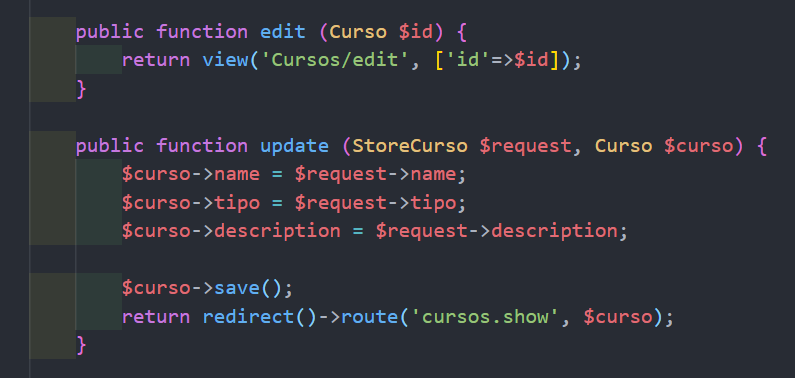 public function edit (Curso $id) {
return view('Cursos/edit', ['id'=>$id]);
}
public function update (StoreCurso $request, Curso $curso) {
$curso->name = $request->name;
$curso->tipo = $request->tipo;
$curso->description = $request->description;
$curso->save();
return redirect()->route('cursos.show', $curso);
}